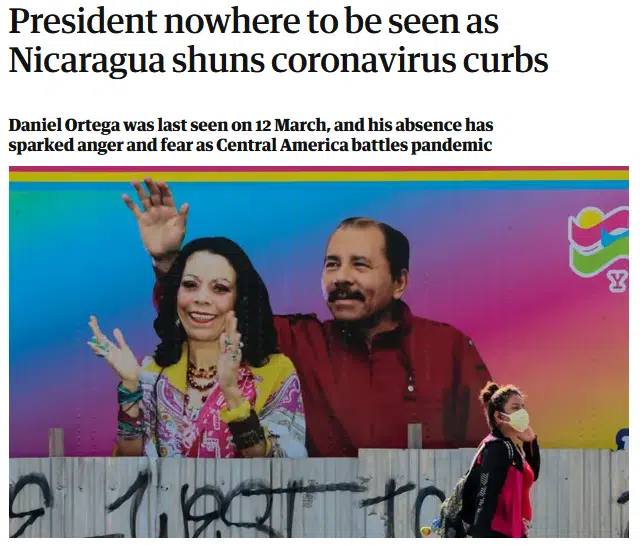 President nowhere to be seen as
Nicaragua shuns coronavirus curbs
Daniel Ortega was last seen on 12 March, and his absence has
sparked anger and fear as Central America battles pandemic